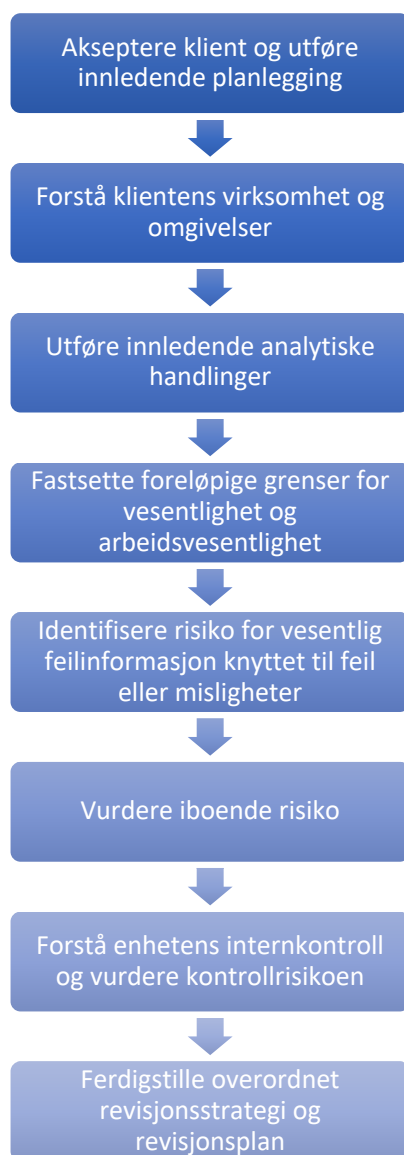 Akseptere klient og utføre
innledende planlegging
Forstå klientens virksomhet og
omgivelser
Utføre innledende analytiske
handlinger
Fastsette foreløpige grenser for
vesentlighet og
arbeidsvesentlighet
Identifisere risiko for vesentlig
feilinformasjon knyttet til feil
eller misligheter
Vurdere iboende risiko
Forstå enhetens internkontroll
og vurdere kontrollrisikoen
Ferdigstille overordnet
revisjonsstrategi og
revisjonsplan